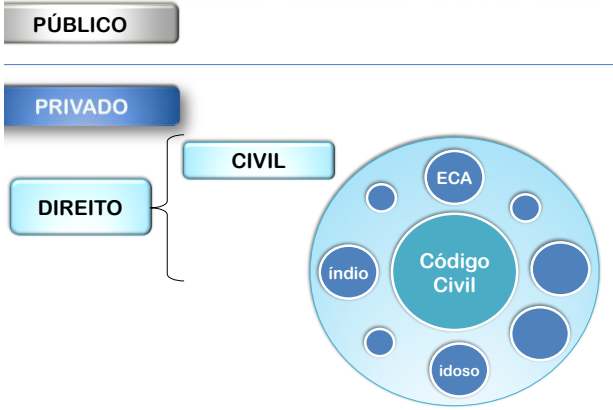 PÚBLICO
PRIVADO
CIVIL
DIREITO
ECA
índio
Código
Civil
idoso